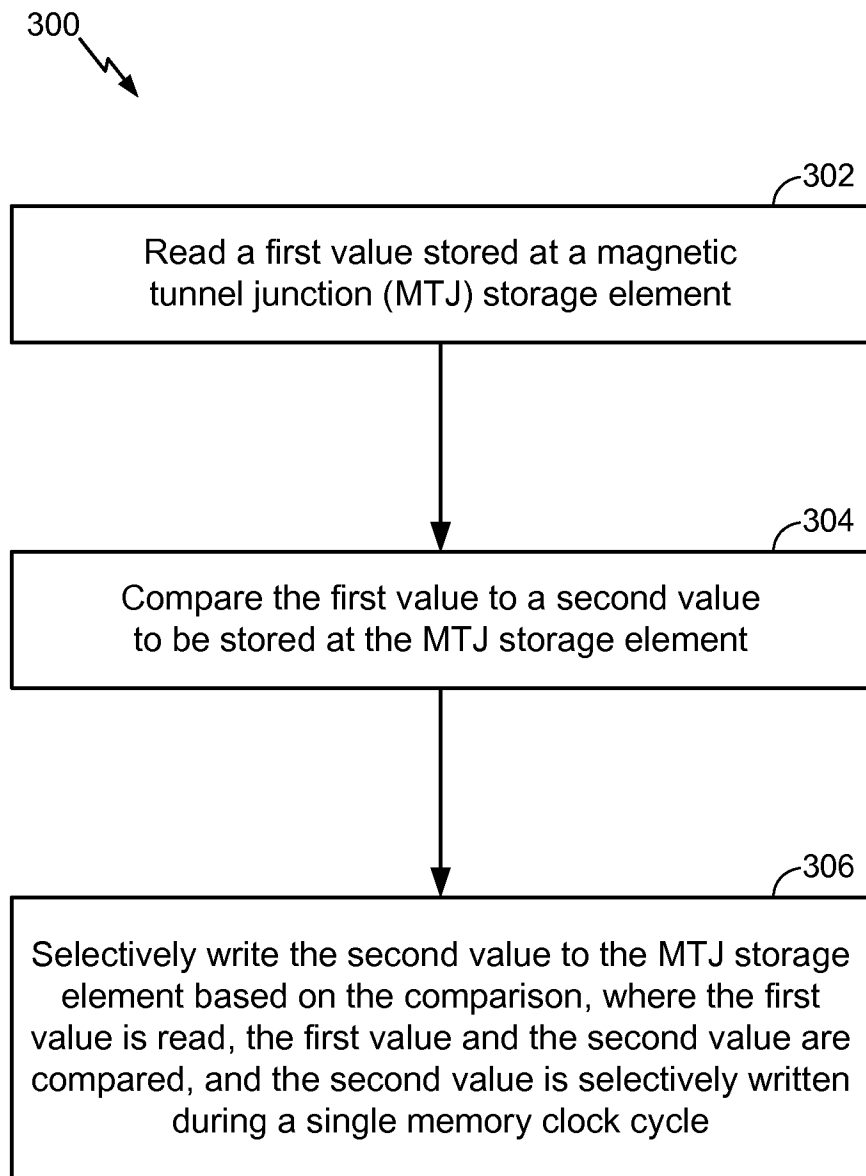 300
302
Read a first value stored at a magnetic
tunnel junction (MTJ) storage element
304
Compare the first value to a second value
to be stored at the MTJ storage element
306
Selectively write the second value to the MTJ storage
element based on the comparison, where the first
value is read, the first value and the second value are
compared, and the second value is selectively written
during a single memory clock cycle